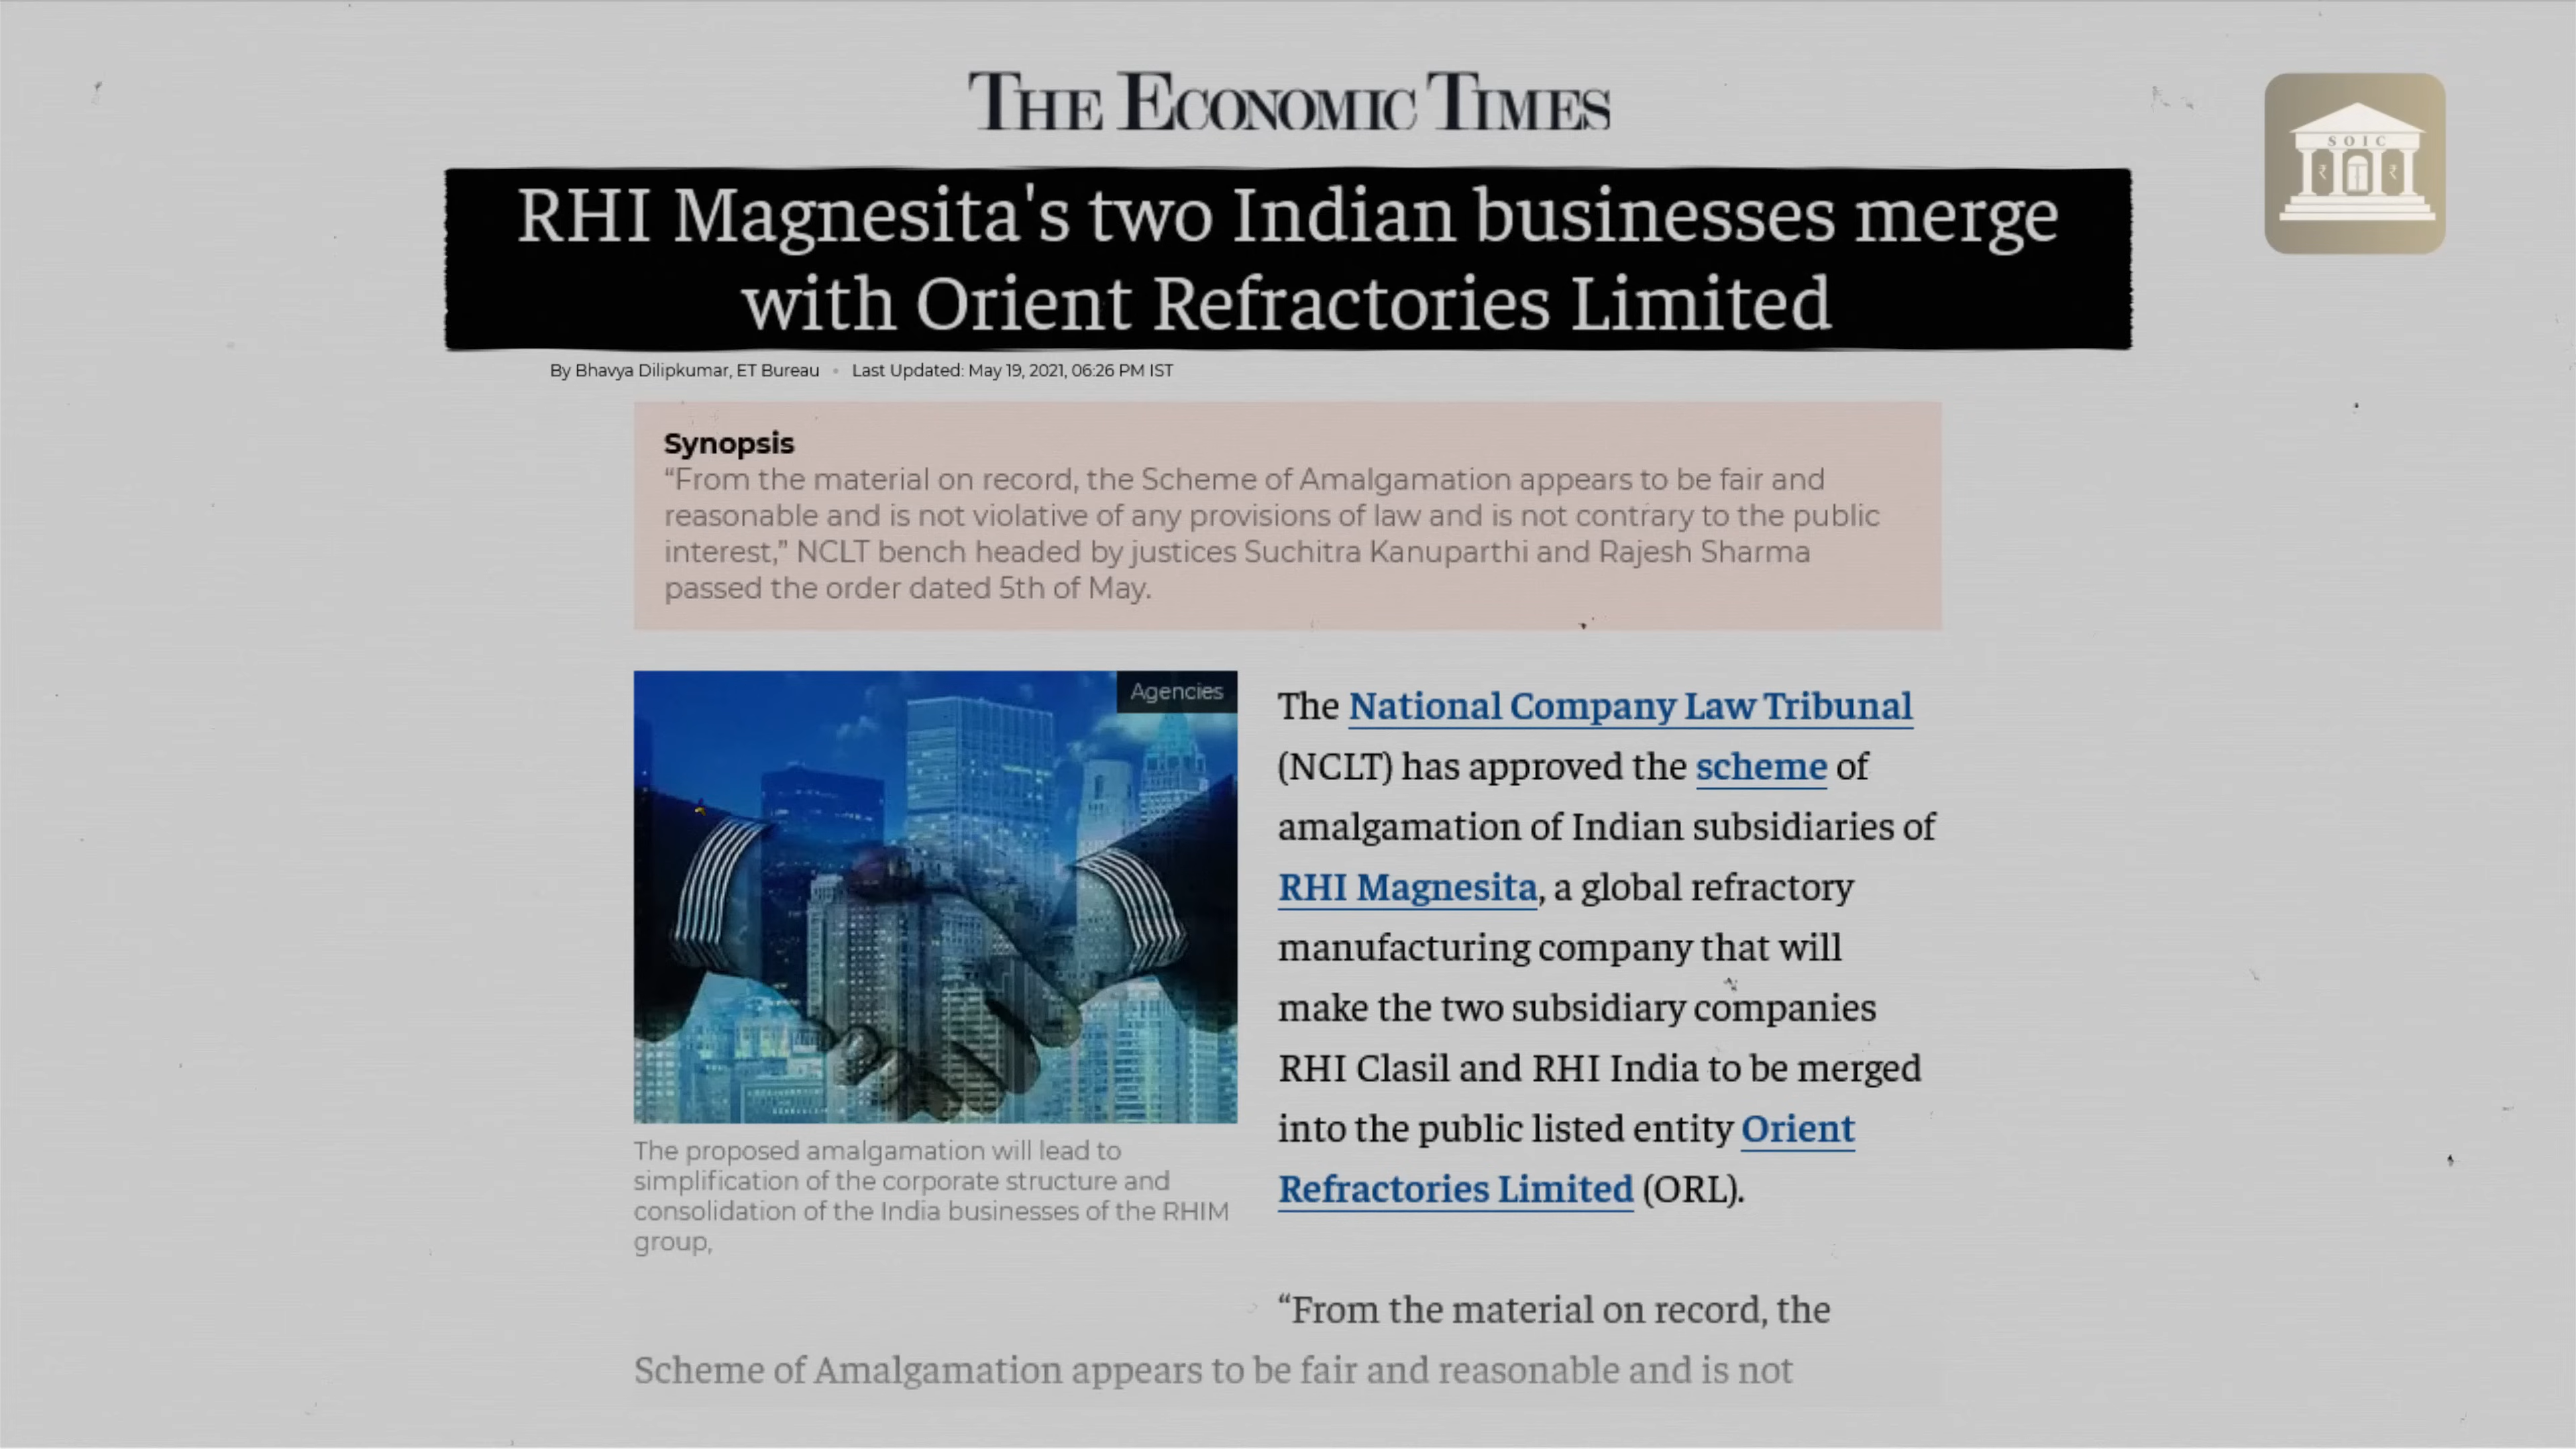 THE ECONOMIC TIMES
SOIC
RHI Magnesita's two Indian businesses merge
with Orient Refractories Limited
By Bhavya Dilipkumar, ET Bureau • Last Updated: May 19, 2021, 06:26 PM IST
Synopsis
“From the material on record, the Scheme of Amalgamation appears to be fair and
reasonable and is not violative of any provisions of law and is not contrary to the public
interest,” NCLT bench headed by justices Suchitra Kanuparthi and Rajesh Sharma
passed the order dated 5th of May.
Agencies
The proposed amalgamation will lead to
simplification of the corporate structure and
consolidation of the India businesses of the RHIM
group,
The National Company Law Tribunal
(NCLT) has approved the scheme of
amalgamation of Indian subsidiaries of
RHI Magnesita, a global refractory
manufacturing company that will
make the two subsidiary companies
RHI Clasil and RHI India to be merged
into the public listed entity Orient
Refractories Limited (ORL).
“From the material on record, the
Scheme of Amalgamation appears to be fair and reasonable and is not